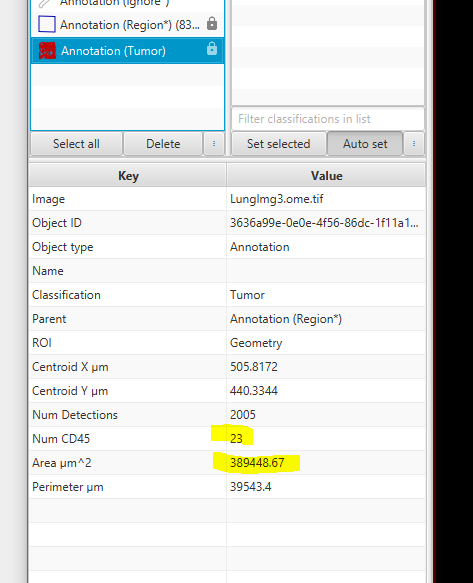 Annotation (Ignore*)
Annotation (Region*) (83...
Annotation (Tumor)
Filter classifications in list
Select all Delete ⋮ Set selected Auto set ⋮
Key Value
Image LungImg3.ome.tif
Object ID 3636a99e-0e0e-4f56-86dc-1f11a1...
Object type Annotation
Name
Classification Tumor
Parent Annotation (Region*)
ROI Geometry
Centroid X µm 505.8172
Centroid Y µm 440.3344
Num Detections 2005
Num CD45 23
Area µm^2 389448.67
Perimeter µm 39543.4